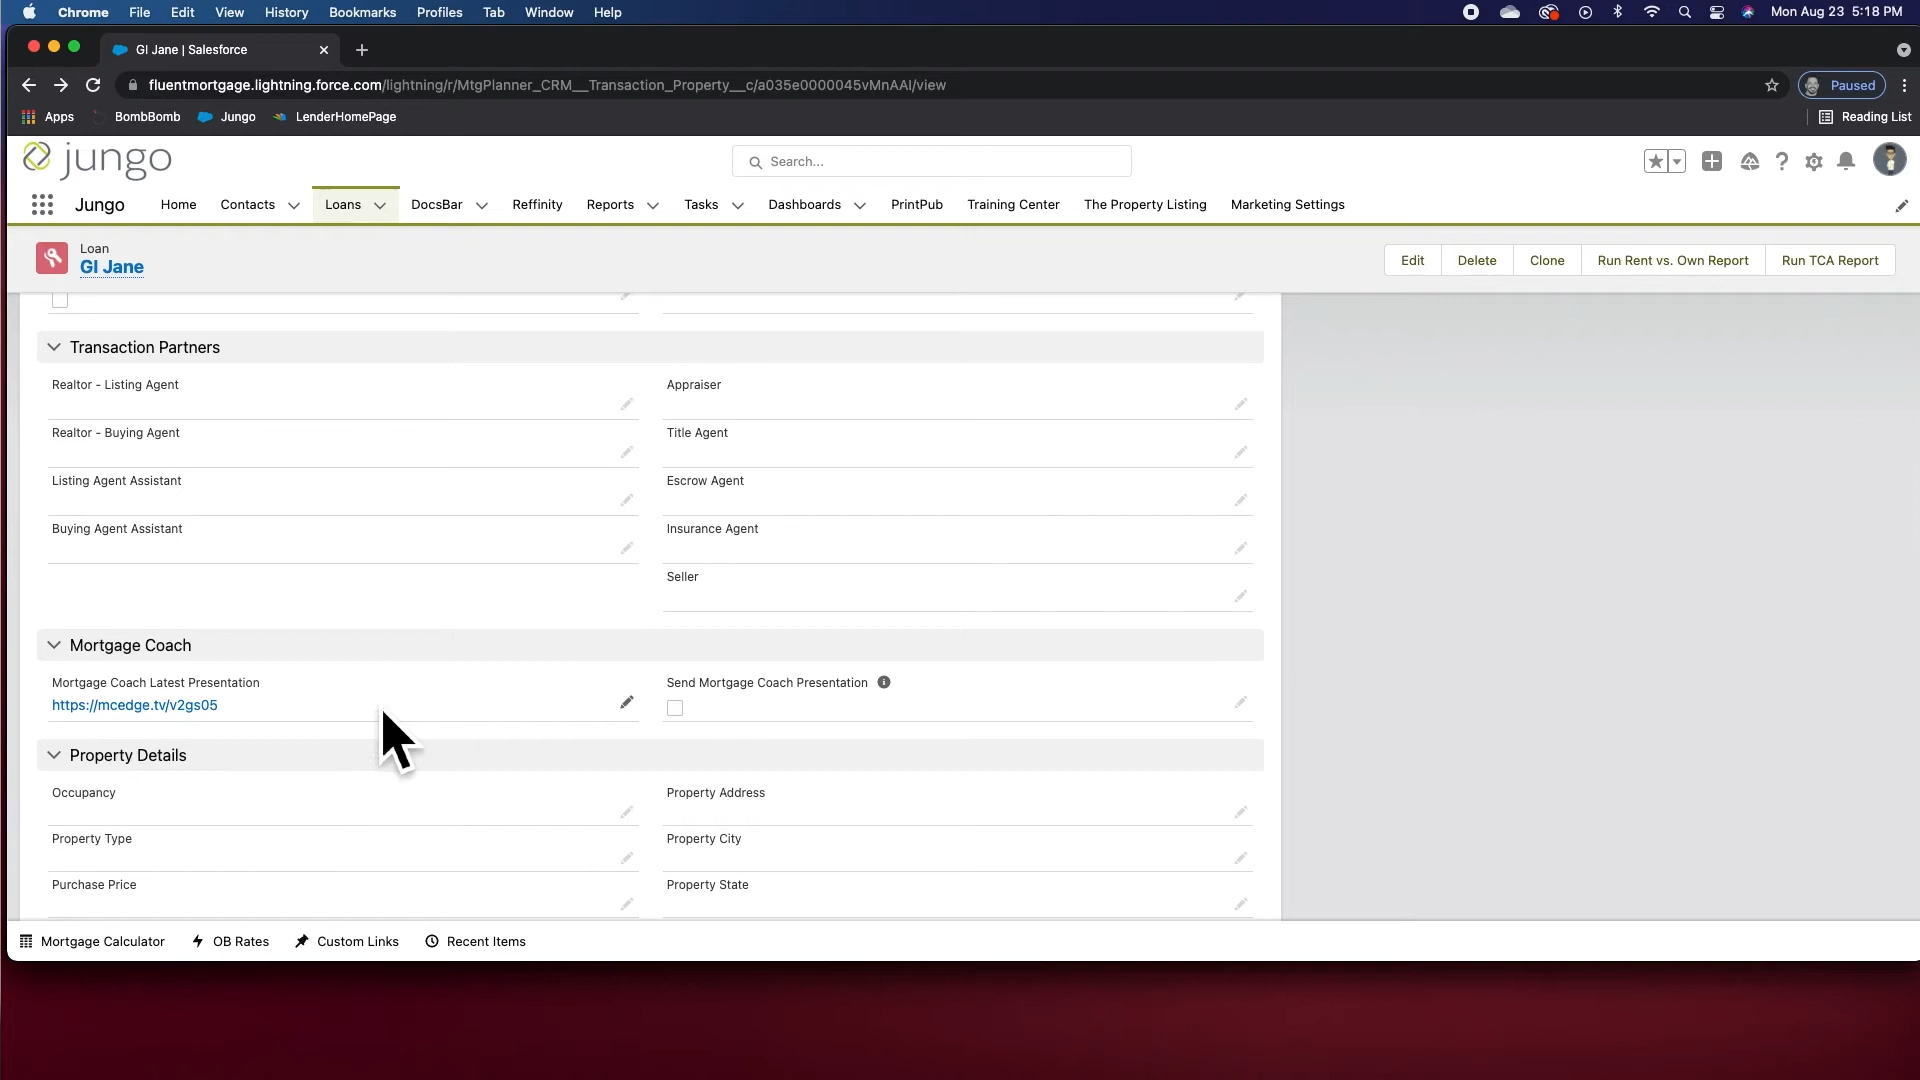 Chrome File Edit View History Bookmarks Profiles Tab Window Help Mon Aug 23 5:18 PM
GI Jane | Salesforce
fluentmortgage.lightning.force.com/lightning/r/MtgPlanner_CRM__Transaction_Property__c/a035e0000045vMnAAI/view Paused
Apps BombBomb Jungo LenderHomePage Reading List
jungo Search...
Jungo Home Contacts Loans DocsBar Reffinity Reports Tasks Dashboards PrintPub Training Center The Property Listing Marketing Settings
Loan
GI Jane Edit Delete Clone Run Rent vs. Own Report Run TCA Report
Transaction Partners
Realtor - Listing Agent Appraiser
Realtor - Buying Agent Title Agent
Listing Agent Assistant Escrow Agent
Buying Agent Assistant Insurance Agent
Seller
Mortgage Coach
Mortgage Coach Latest Presentation Send Mortgage Coach Presentation
https://mcedge.tv/v2gs05
Property Details
Occupancy Property Address
Property Type Property City
Purchase Price Property State
Mortgage Calculator OB Rates Custom Links Recent Items